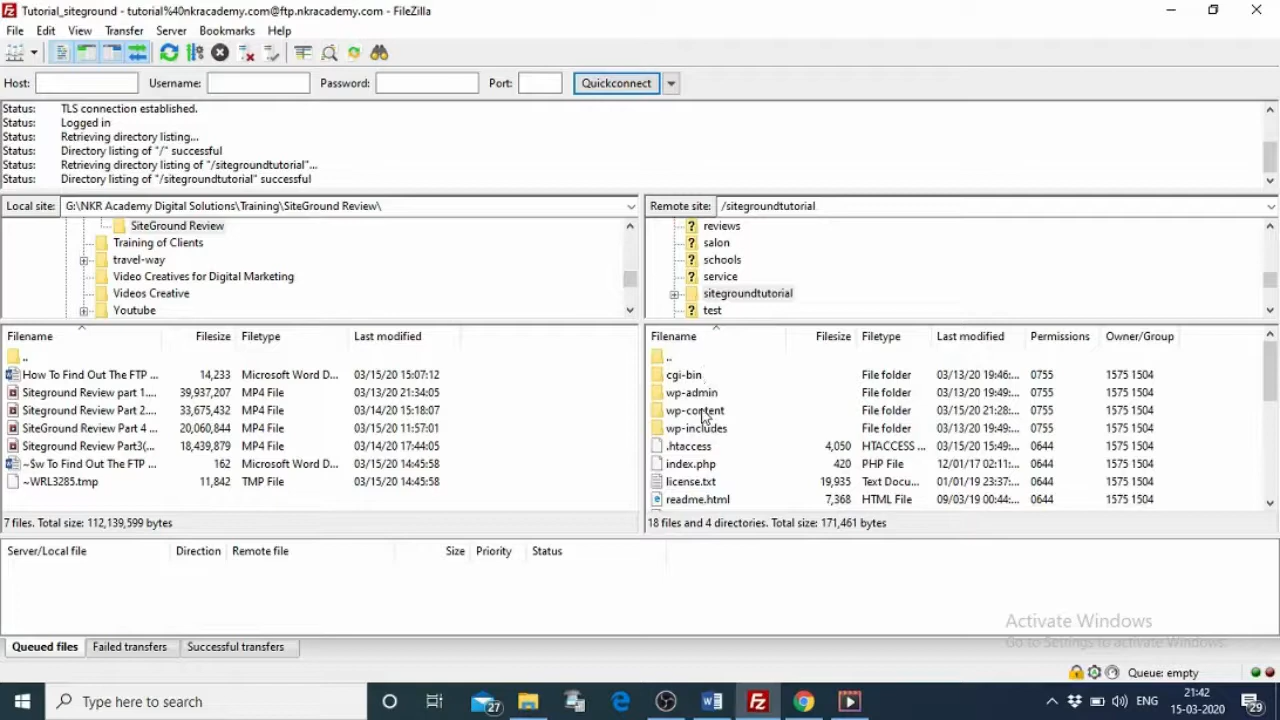 Tutorial_siteground - tutorial%40nkracademy.com@ftp.nkracademy.com - FileZilla
File Edit View Transfer Server Bookmarks Help
Host: Username: Password: Port: Quickconnect
Status: TLS connection established.
Status: Logged in
Status: Retrieving directory listing...
Status: Directory listing of "/" successful
Status: Retrieving directory listing of "/sitegroundtutorial"...
Status: Directory listing of "/sitegroundtutorial" successful
Local site: G:\NKR Academy Digital Solutions\Training\SiteGround Review\
SiteGround Review
Training of Clients
travel-way
Video Creatives for Digital Marketing
Videos Creative
Youtube
Remote site: /sitegroundtutorial
reviews
salon
schools
service
sitegroundtutorial
test
Filename Filesize Filetype Last modified
..
How To Find Out The FTP ... 14,233 Microsoft Word D... 03/15/20 15:07:12
Siteground Review part 1.... 39,937,207 MP4 File 03/13/20 21:34:05
Siteground Review Part 2.... 33,675,432 MP4 File 03/14/20 15:18:07
SiteGround Review Part 4 ... 20,060,844 MP4 File 03/15/20 11:57:01
Siteground Review Part3(... 18,439,879 MP4 File 03/14/20 17:44:05
~$w To Find Out The FTP ... 162 Microsoft Word D... 03/15/20 14:45:58
~WRL3285.tmp 11,842 TMP File 03/15/20 14:45:58
7 files. Total size: 112,139,599 bytes
Filename Filesize Filetype Last modified Permissions Owner/Group
..
cgi-bin File folder 03/13/20 19:46:... 0755 1575 1504
wp-admin File folder 03/13/20 19:48:... 0755 1575 1504
wp-content File folder 03/15/20 21:28:... 0755 1575 1504
wp-includes File folder 03/13/20 19:48:... 0755 1575 1504
.htaccess 4,050 HTACCESS ... 03/15/20 15:49:... 0644 1575 1504
index.php 420 PHP File 12/01/17 02:11:... 0644 1575 1504
license.txt 19,935 Text Docu... 01/01/19 23:37:... 0644 1575 1504
readme.html 7,368 HTML File 09/03/19 00:44:... 0644 1575 1504
18 files and 4 directories. Total size: 171,461 bytes
Server/Local file Direction Remote file Size Priority Status
Activate Windows
Go to Settings to activate Windows.
Queued files Failed transfers Successful transfers
Queue: empty
Type here to search
27
ENG
21:42
15-03-2020
29